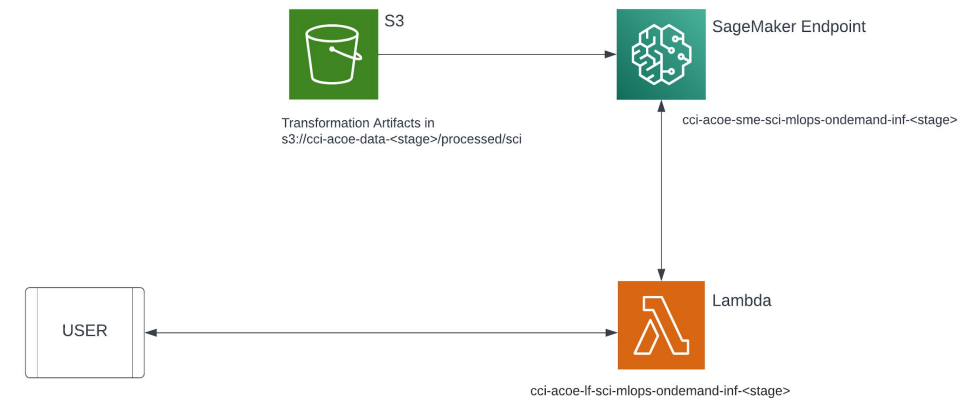 S3
SageMaker Endpoint
Transformation Artifacts in
s3://cci-acoe-data-<stage>/processed/sci
cci-acoe-sme-sci-mlops-ondemand-inf-<stage>
USER
Lambda
cci-acoe-lf-sci-mlops-ondemand-inf-<stage>